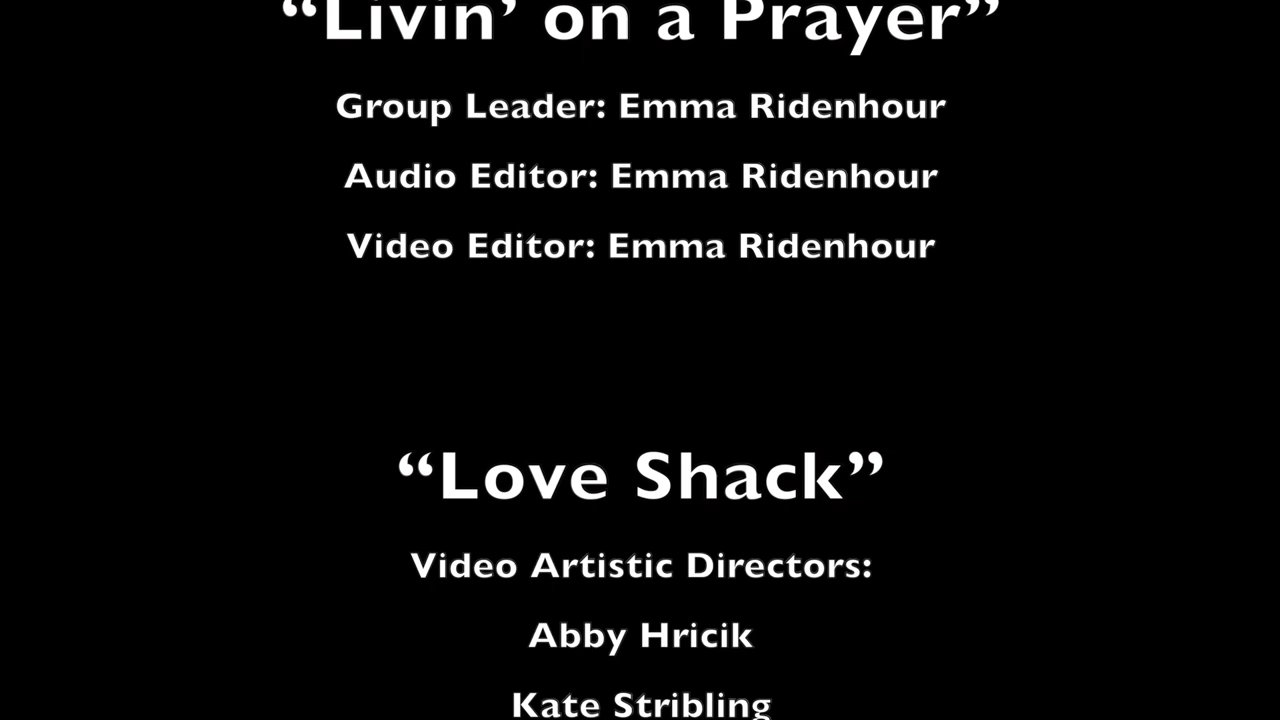 “Livin’ on a Prayer”
Group Leader: Emma Ridenhour
Audio Editor: Emma Ridenhour
Video Editor: Emma Ridenhour
“Love Shack”
Video Artistic Directors:
Abby Hricik
Kate Stribling